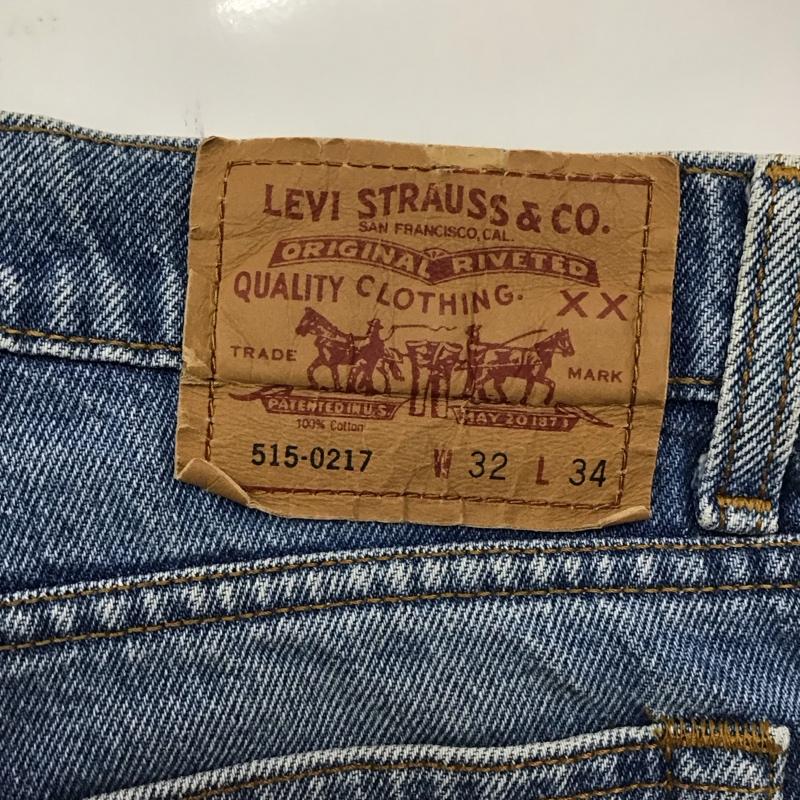 LEVI STRAUSS & CO.
SAN FRANCISCO, CAL.
ORIGINAL RIVETED
QUALITY CLOTHING. XX
TRADE MARK
PATENTED IN U.S. MAY 20 1873
100% Cotton
515-0217 W 32 L 34